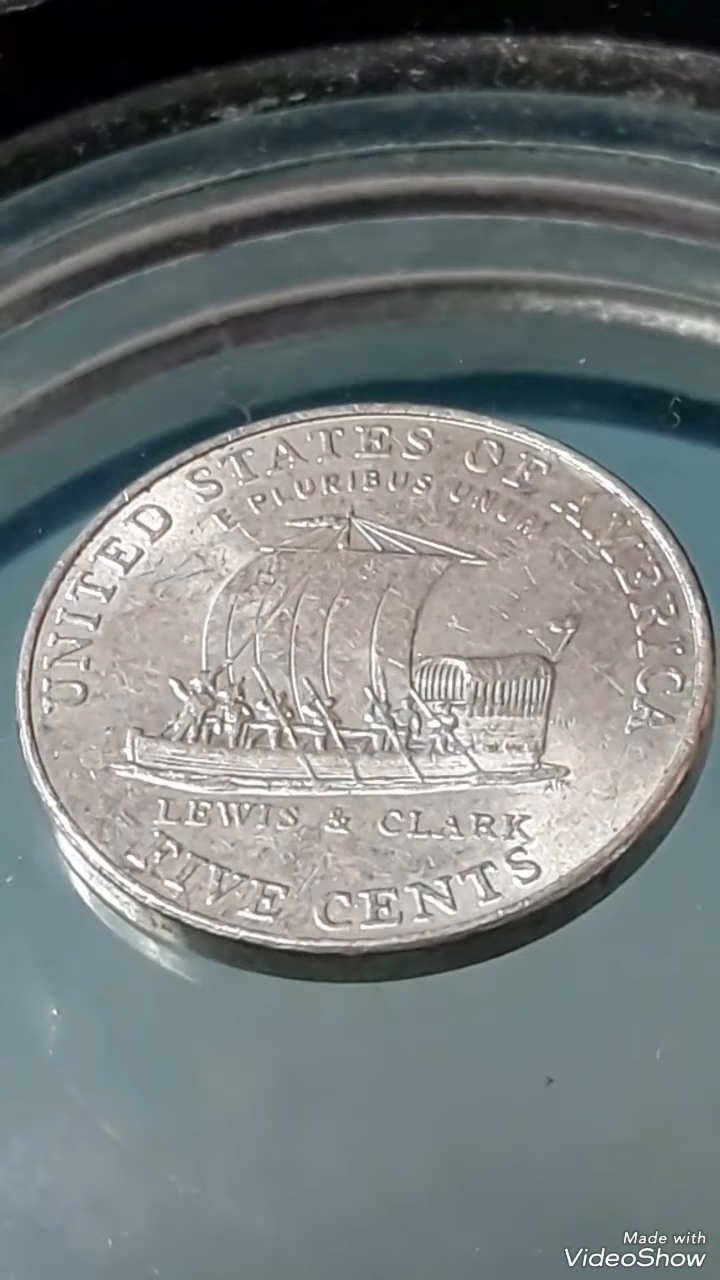 UNITED STATES OF AMERICA
E PLURIBUS UNUM
LEWIS & CLARK
FIVE CENTS
Made with
VideoShow